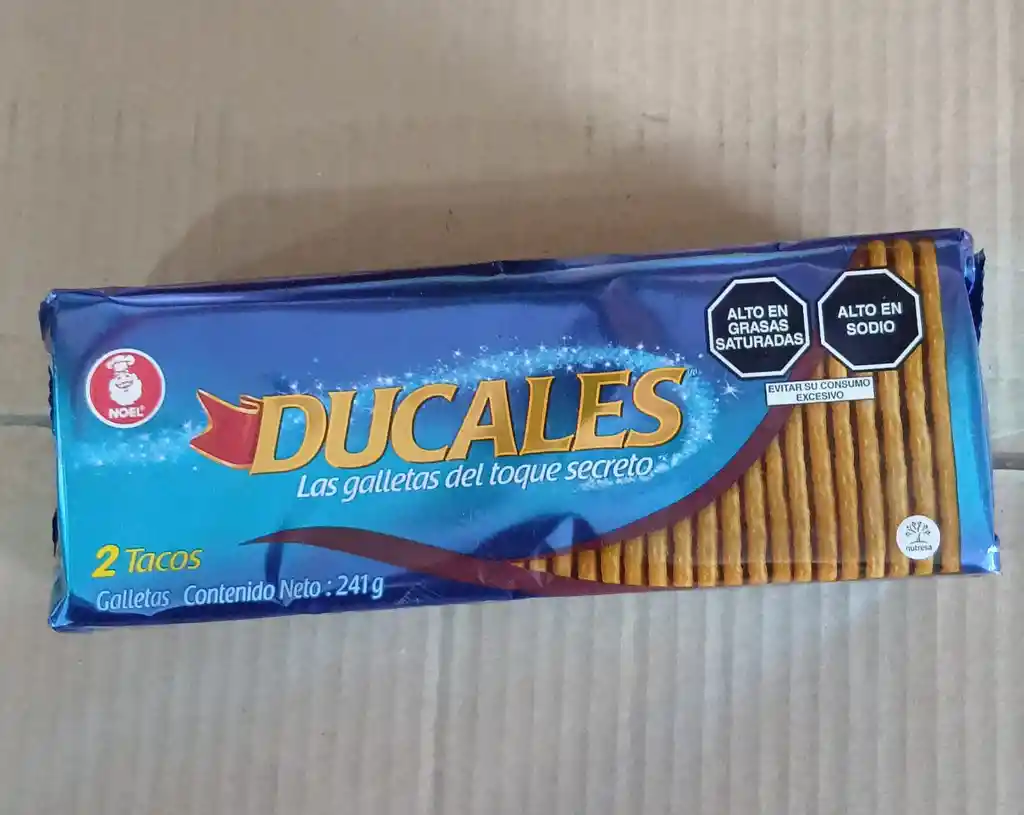 NOEL®
DUCALES
Las galletas del toque secreto
2 Tacos
Galletas Contenido Neto : 241 g
ALTO EN
GRASAS
SATURADAS
ALTO EN
SODIO
EVITAR SU CONSUMO
EXCESIVO
nutresa